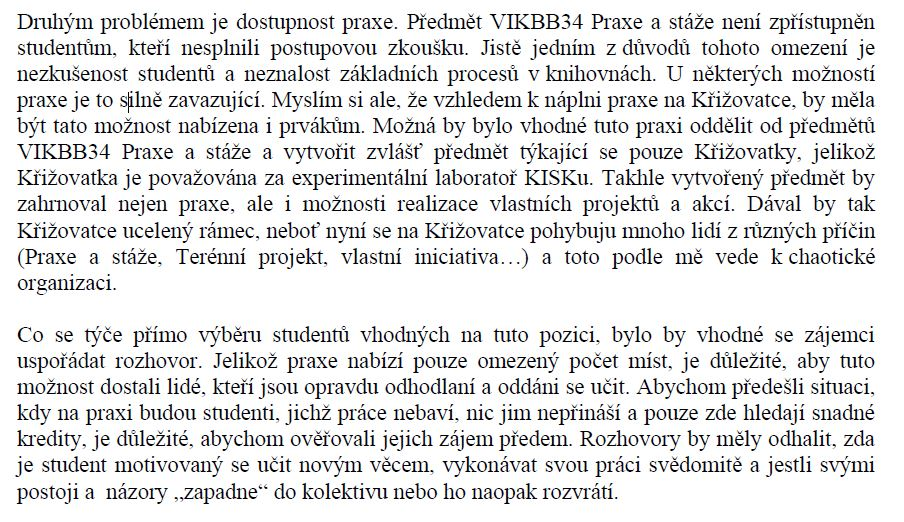 Druhým problémem je dostupnost praxe. Předmět VIKBB34 Praxe a stáže není zpřístupněn
studentům, kteří nesplnili postupovou zkoušku. Jistě jedním z důvodů tohoto omezení je
nezkušenost studentů a neznalost základních procesů v knihovnách. U některých možností
praxe je to silně zavazující. Myslím si ale, že vzhledem k náplni praxe na Křižovatce, by měla
být tato možnost nabízena i prvákům. Možná by bylo vhodné tuto praxi oddělit od předmětů
VIKBB34 Praxe a stáže a vytvořit zvlášť předmět týkající se pouze Křižovatky, jelikož
Křižovatka je považována za experimentální laboratoř KISKu. Takhle vytvořený předmět by
zahrnoval nejen praxe, ale i možnosti realizace vlastních projektů a akcí. Dával by tak
Křižovatce ucelený rámec, neboť nyní se na Křižovatce pohybuju mnoho lidí z různých příčin
(Praxe a stáže, Terénní projekt, vlastní iniciativa…) a toto podle mě vede k chaotické
organizaci.
Co se týče přímo výběru studentů vhodných na tuto pozici, bylo by vhodné se zájemci
uspořádat rozhovor. Jelikož praxe nabízí pouze omezený počet míst, je důležité, aby tuto
možnost dostali lidé, kteří jsou opravdu odhodlaní a oddáni se učit. Abychom předešli situaci,
kdy na praxi budou studenti, jichž práce nebaví, nic jim nepřináší a pouze zde hledají snadné
kredity, je důležité, abychom ověřovali jejich zájem předem. Rozhovory by měly odhalit, zda
je student motivovaný se učit novým věcem, vykonávat svou práci svědomitě a jestli svými
postoji a názory „zapadne“ do kolektivu nebo ho naopak rozvrátí.